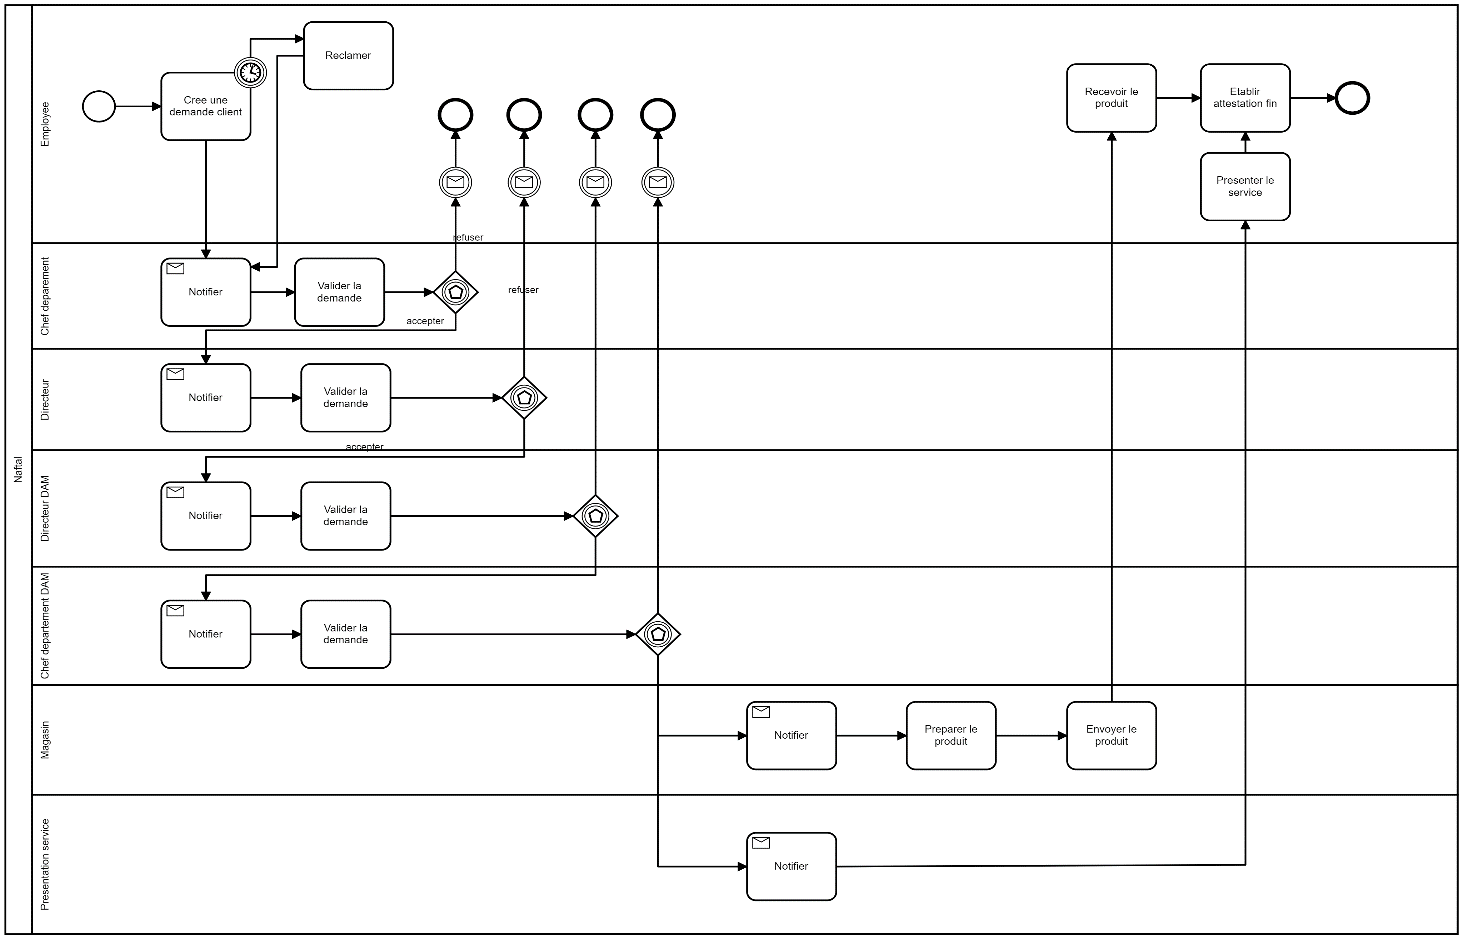 Naftal
Employee
Cree une
demande client
Reclamer
Recevoir le
produit
Etablir
attestation fin
Presenter le
service
refuser
Chef deparement
Notifier
Valider la
demande
refuser
accepter
Directeur
Notifier
Valider la
demande
accepter
Directeur DAM
Notifier
Valider la
demande
Chef departement DAM
Notifier
Valider la
demande
Magasin
Notifier
Preparer le
produit
Envoyer le
produit
Presentation service
Notifier